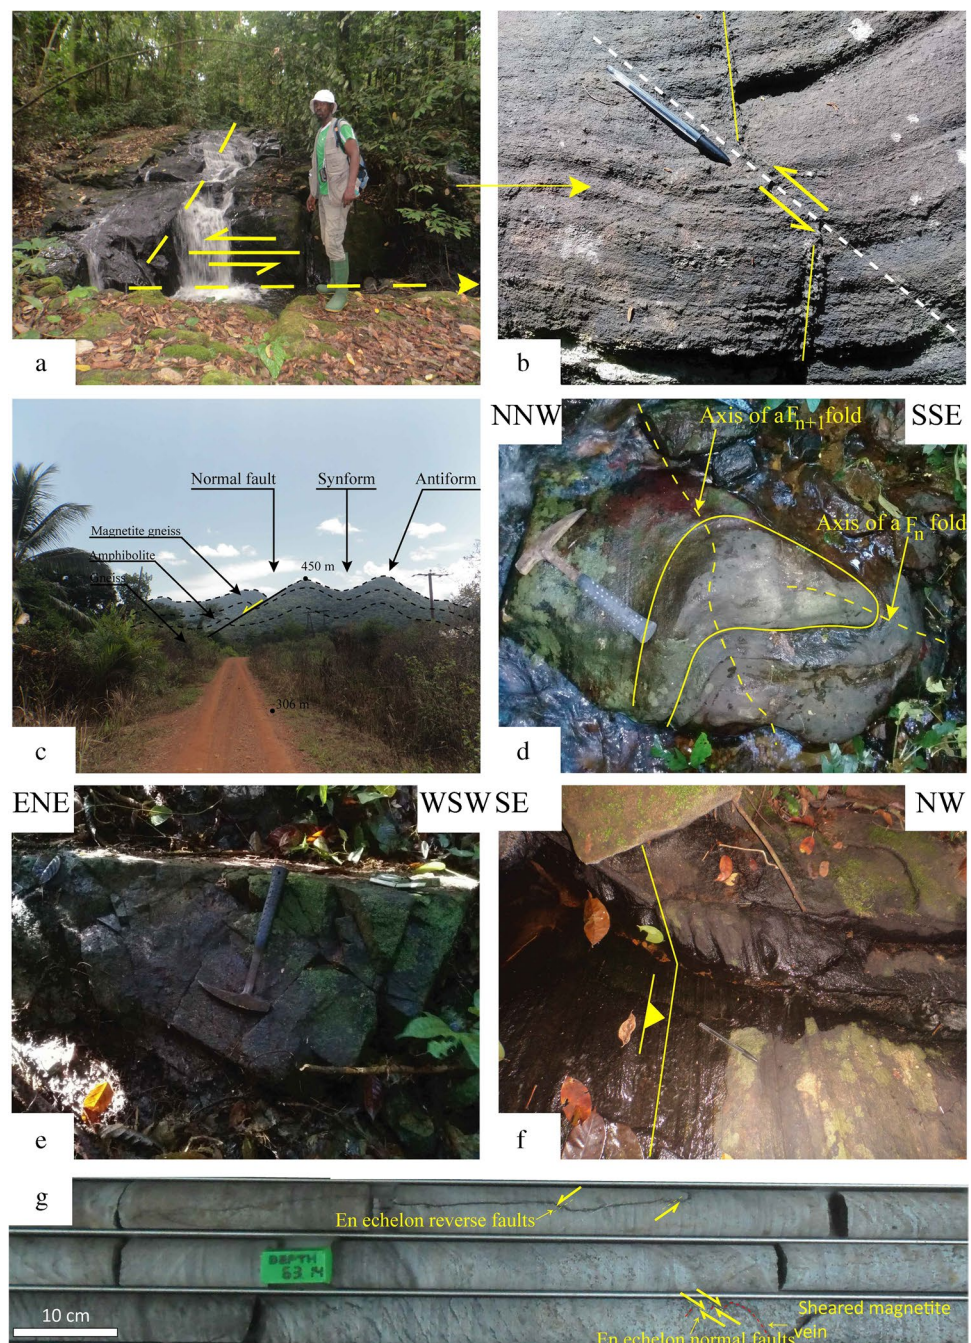 a
b
Normal fault
Synform
Antiform
Magnetite gneiss
Amphibolite
Gneiss
450 m
306 m
c
NNW
SSE
Axis of a Fn+1 fold
Axis of a Fn fold
d
ENE
WSW
e
SE
NW
f
g
En echelon reverse faults
DEPTH
63.14
10 cm
Sheared magnetite
vein
En echelon normal faults